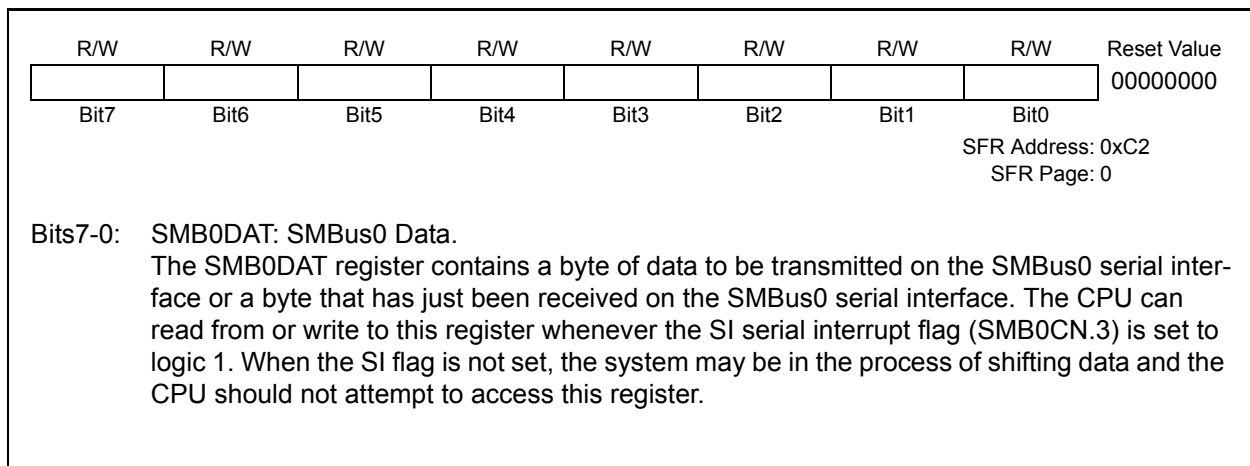 R/W R/W R/W R/W R/W R/W R/W R/W Reset Value
00000000
Bit7 Bit6 Bit5 Bit4 Bit3 Bit2 Bit1 Bit0
SFR Address: 0xC2
SFR Page: 0
Bits7-0: SMB0DAT: SMBus0 Data.
The SMB0DAT register contains a byte of data to be transmitted on the SMBus0 serial inter-
face or a byte that has just been received on the SMBus0 serial interface. The CPU can
read from or write to this register whenever the SI serial interrupt flag (SMB0CN.3) is set to
logic 1. When the SI flag is not set, the system may be in the process of shifting data and the
CPU should not attempt to access this register.